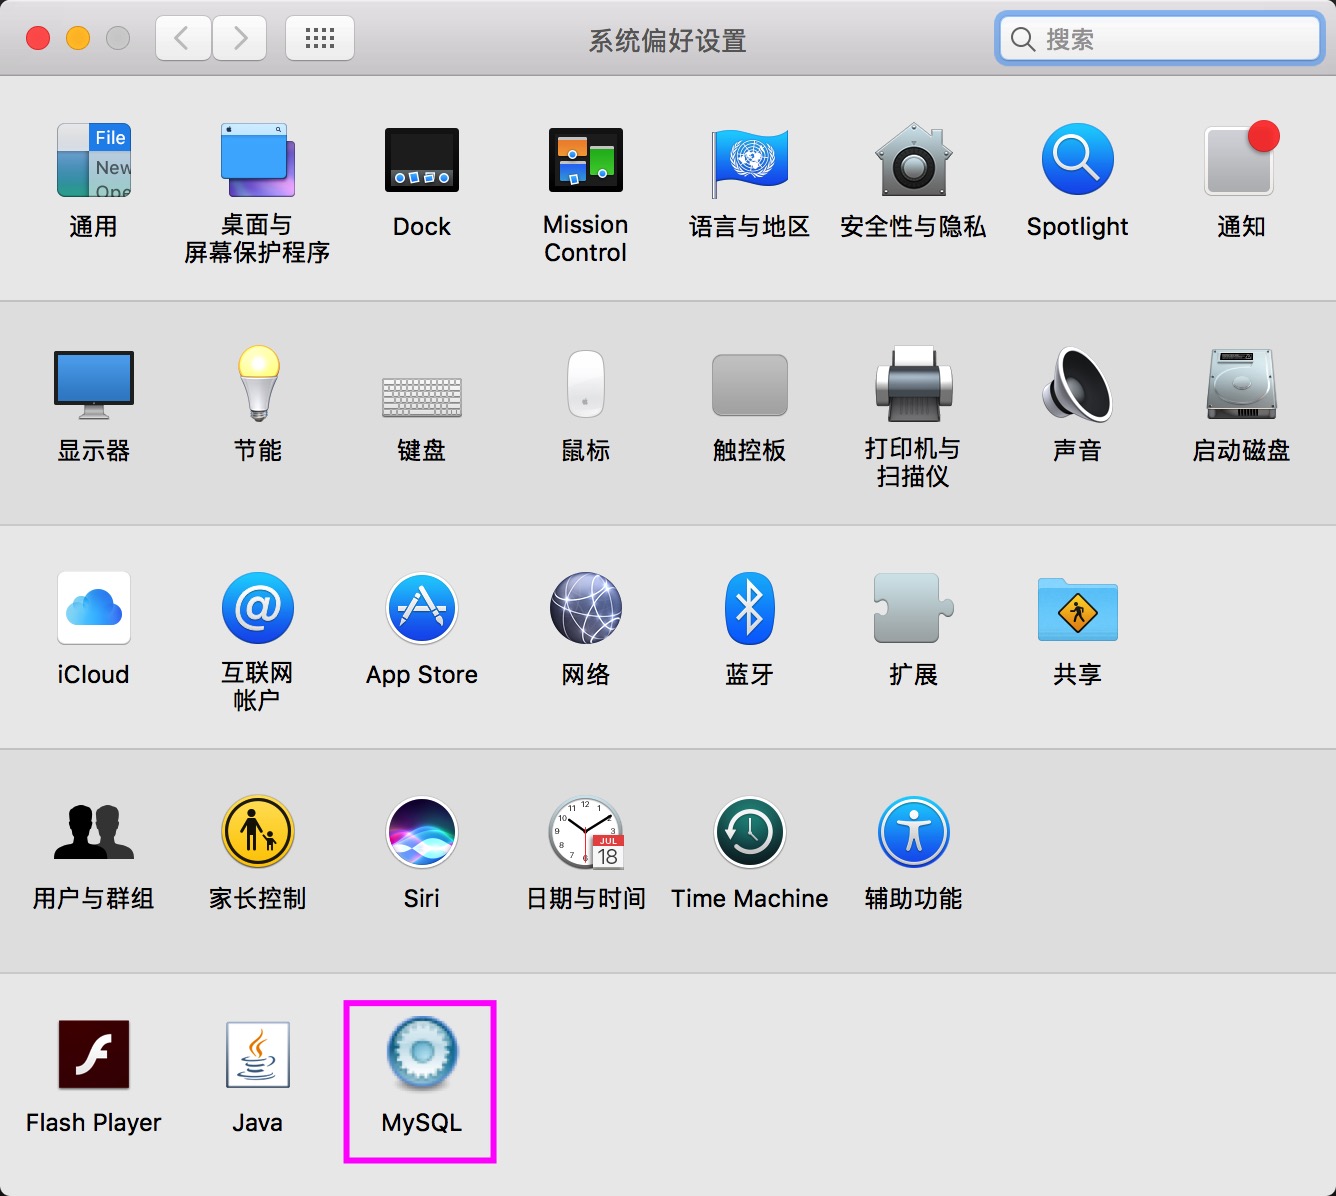 系统偏好设置
搜索
File
New
Ope
通用
桌面与
屏幕保护程序
Dock
Mission
Control
语言与地区
安全性与隐私
Spotlight
通知
显示器
节能
键盘
鼠标
触控板
打印机与
扫描仪
声音
启动磁盘
iCloud
互联网
帐户
App Store
网络
蓝牙
扩展
共享
JUL
18
用户与群组
家长控制
Siri
日期与时间
Time Machine
辅助功能
Flash Player
Java
MySQL